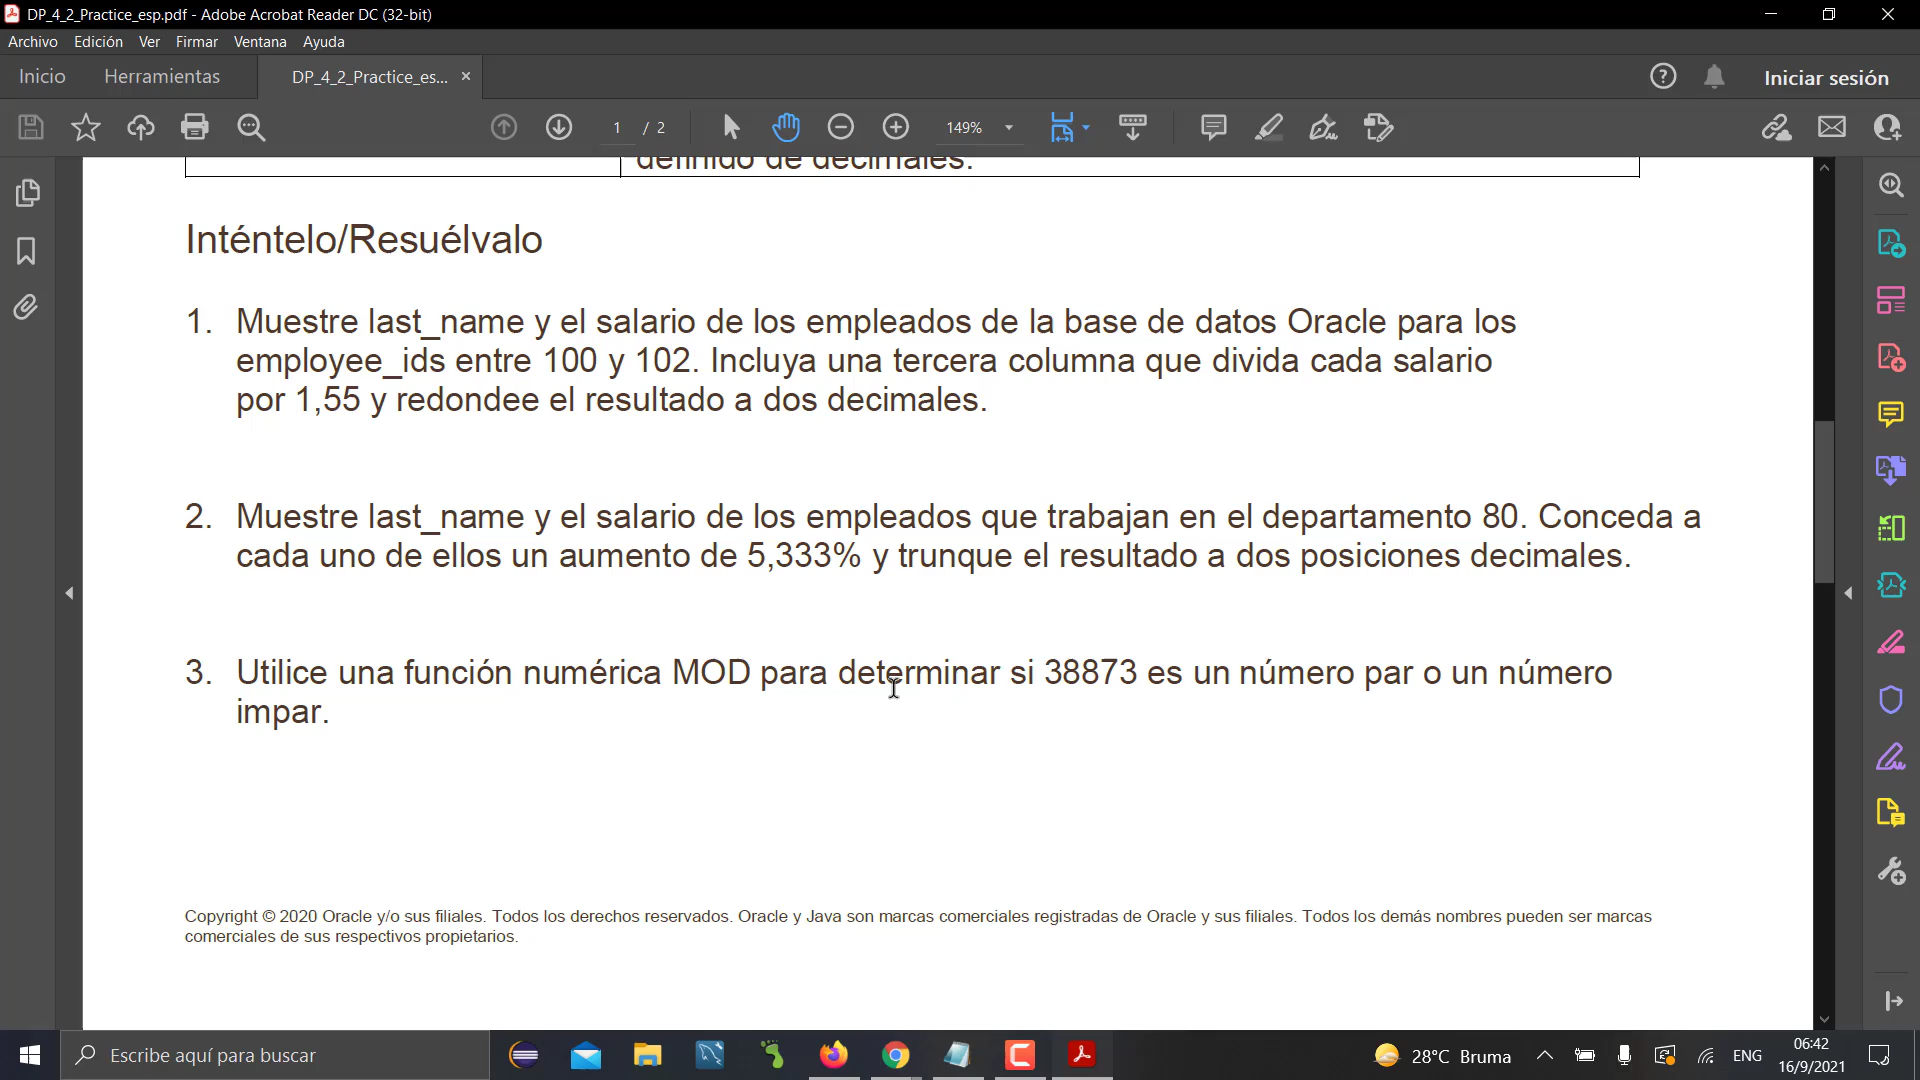 DP_4_2_Practice_esp.pdf - Adobe Acrobat Reader DC (32-bit)
Archivo Edición Ver Firmar Ventana Ayuda
Inicio Herramientas DP_4_2_Practice_es... × Iniciar sesión
1 / 2 149%
definido de decimales.
Inténtelo/Resuélvalo
1. Muestre last_name y el salario de los empleados de la base de datos Oracle para los
employee_ids entre 100 y 102. Incluya una tercera columna que divida cada salario
por 1,55 y redondee el resultado a dos decimales.
2. Muestre last_name y el salario de los empleados que trabajan en el departamento 80. Conceda a
cada uno de ellos un aumento de 5,333% y trunque el resultado a dos posiciones decimales.
3. Utilice una función numérica MOD para determinar si 38873 es un número par o un número
impar.
Copyright © 2020 Oracle y/o sus filiales. Todos los derechos reservados. Oracle y Java son marcas comerciales registradas de Oracle y sus filiales. Todos los demás nombres pueden ser marcas
comerciales de sus respectivos propietarios.
Escribe aquí para buscar
28°C Bruma
ENG
06:42
16/9/2021